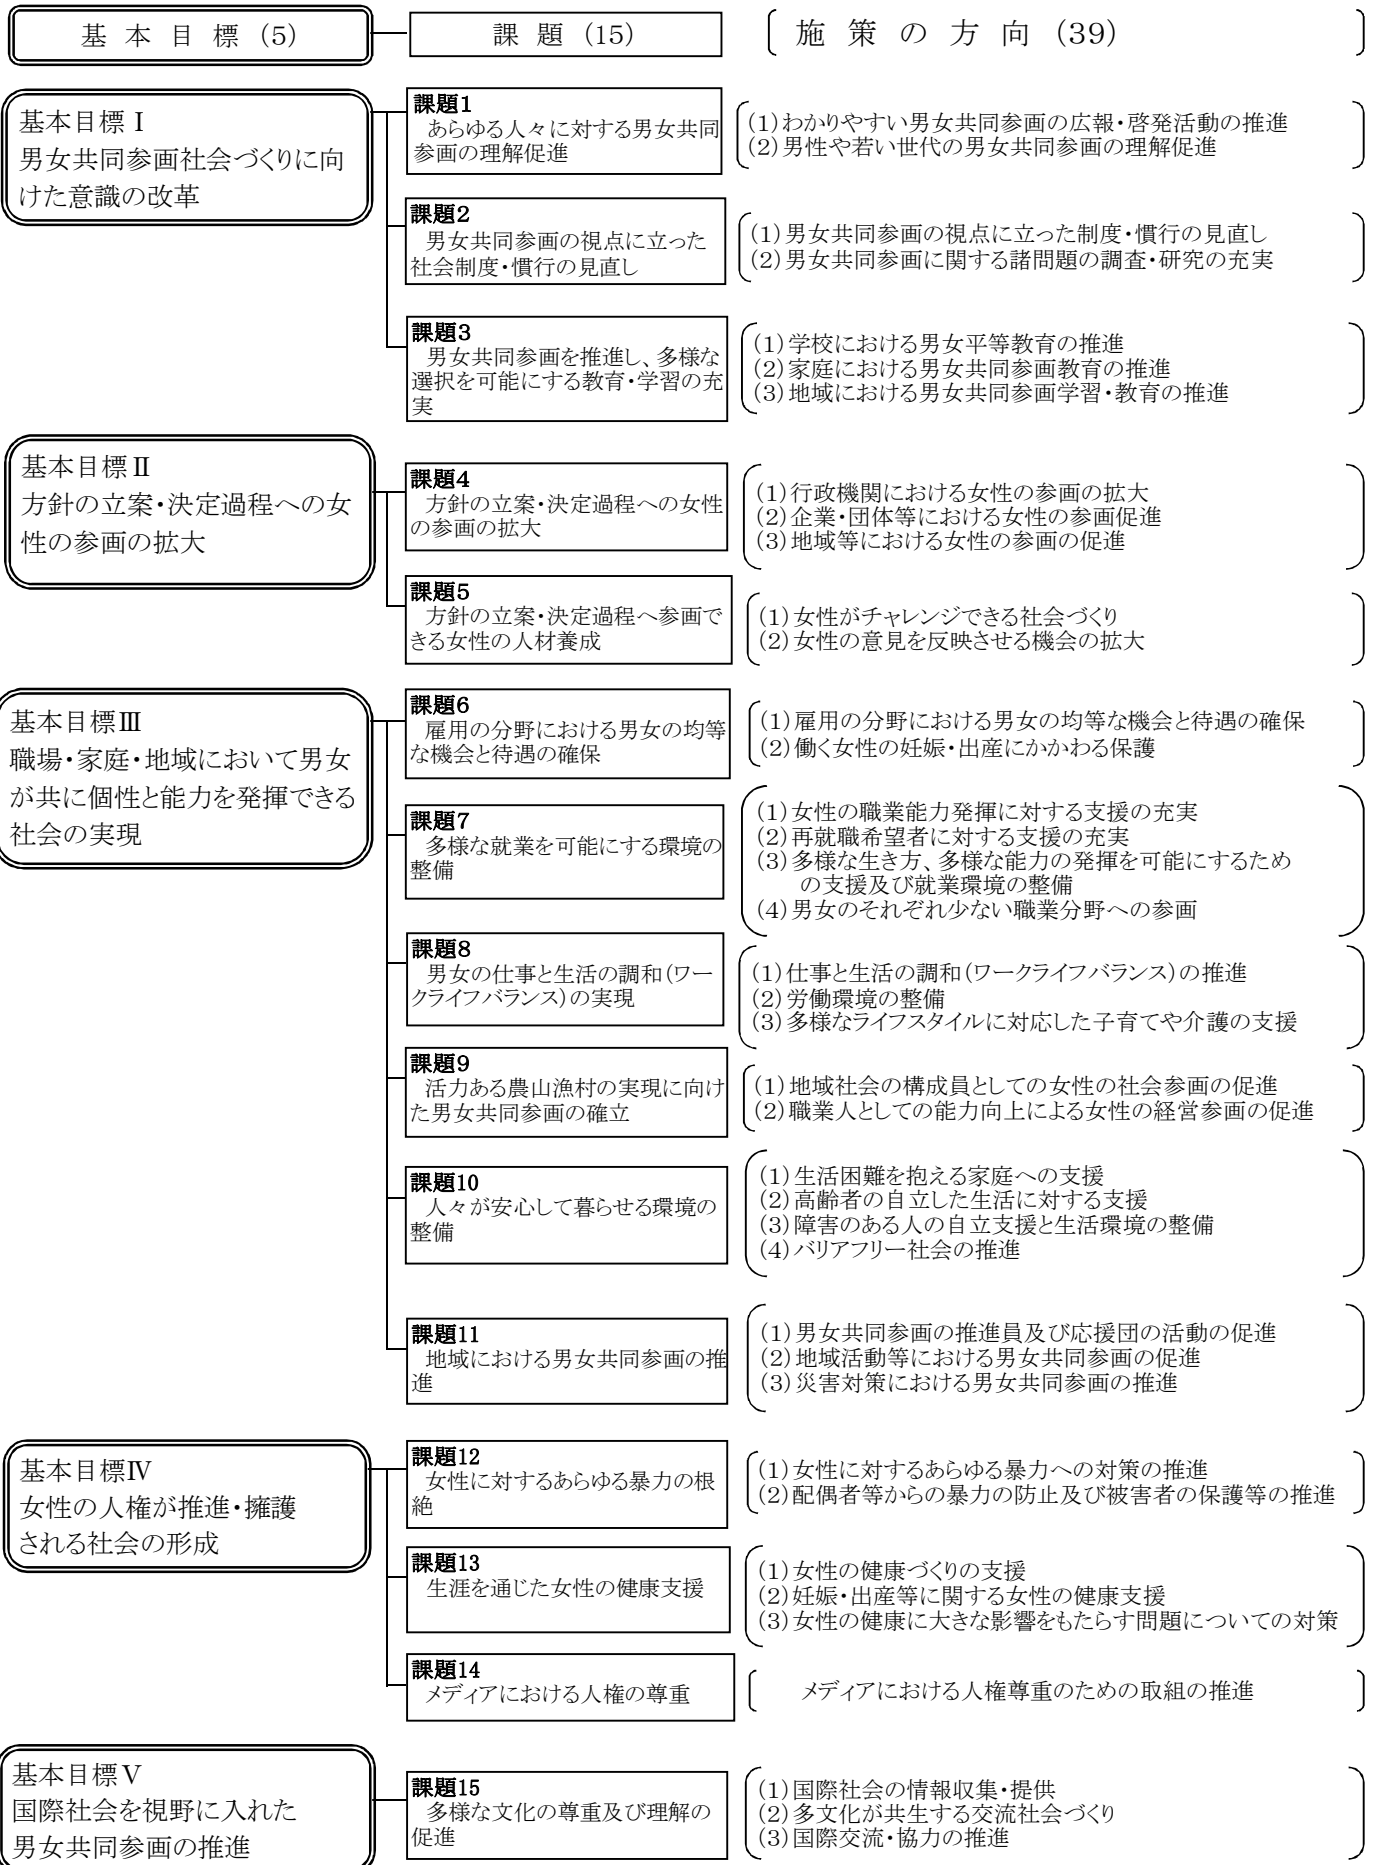 基本目標(5)
課題(15)
施策の方向(39)
基本目標Ⅰ
男女共同参画社会づくりに向
けた意識の改革
課題1
あらゆる人々に対する男女共同
参画の理解促進
(1)わかりやすい男女共同参画の広報・啓発活動の推進
(2)男性や若い世代の男女共同参画の理解促進
課題2
男女共同参画の視点に立った
社会制度・慣行の見直し
(1)男女共同参画の視点に立った制度・慣行の見直し
(2)男女共同参画に関する諸問題の調査・研究の充実
課題3
男女共同参画を推進し、多様な
選択を可能にする教育・学習の充
実
(1)学校における男女平等教育の推進
(2)家庭における男女共同参画教育の推進
(3)地域における男女共同参画学習・教育の推進
基本目標Ⅱ
方針の立案・決定過程への女
性の参画の拡大
課題4
方針の立案・決定過程への女性
の参画の拡大
(1)行政機関における女性の参画の拡大
(2)企業・団体等における女性の参画促進
(3)地域等における女性の参画の促進
課題5
方針の立案・決定過程へ参画で
きる女性の人材養成
(1)女性がチャレンジできる社会づくり
(2)女性の意見を反映させる機会の拡大
基本目標Ⅲ
職場・家庭・地域において男女
が共に個性と能力を発揮できる
社会の実現
課題6
雇用の分野における男女の均等
な機会と待遇の確保
(1)雇用の分野における男女の均等な機会と待遇の確保
(2)働く女性の妊娠・出産にかかわる保護
課題7
多様な就業を可能にする環境の
整備
(1)女性の職業能力発揮に対する支援の充実
(2)再就職希望者に対する支援の充実
(3)多様な生き方、多様な能力の発揮を可能にするため
の支援及び就業環境の整備
(4)男女のそれぞれ少ない職業分野への参画
課題8
男女の仕事と生活の調和(ワー
クライフバランス)の実現
(1)仕事と生活の調和(ワークライフバランス)の推進
(2)労働環境の整備
(3)多様なライフスタイルに対応した子育てや介護の支援
課題9
活力ある農山漁村の実現に向け
た男女共同参画の確立
(1)地域社会の構成員としての女性の社会参画の促進
(2)職業人としての能力向上による女性の経営参画の促進
課題10
人々が安心して暮らせる環境の
整備
(1)生活困難を抱える家庭への支援
(2)高齢者の自立した生活に対する支援
(3)障害のある人の自立支援と生活環境の整備
(4)バリアフリー社会の推進
課題11
地域における男女共同参画の推
進
(1)男女共同参画の推進員及び応援団の活動の促進
(2)地域活動等における男女共同参画の促進
(3)災害対策における男女共同参画の推進
基本目標Ⅳ
女性の人権が推進・擁護
される社会の形成
課題12
女性に対するあらゆる暴力の根
絶
(1)女性に対するあらゆる暴力への対策の推進
(2)配偶者等からの暴力の防止及び被害者の保護等の推進
課題13
生涯を通じた女性の健康支援
(1)女性の健康づくりの支援
(2)妊娠・出産等に関する女性の健康支援
(3)女性の健康に大きな影響をもたらす問題についての対策
課題14
メディアにおける人権の尊重
メディアにおける人権尊重のための取組の推進
基本目標Ⅴ
国際社会を視野に入れた
男女共同参画の推進
課題15
多様な文化の尊重及び理解の
促進
(1)国際社会の情報収集・提供
(2)多文化が共生する交流社会づくり
(3)国際交流・協力の推進